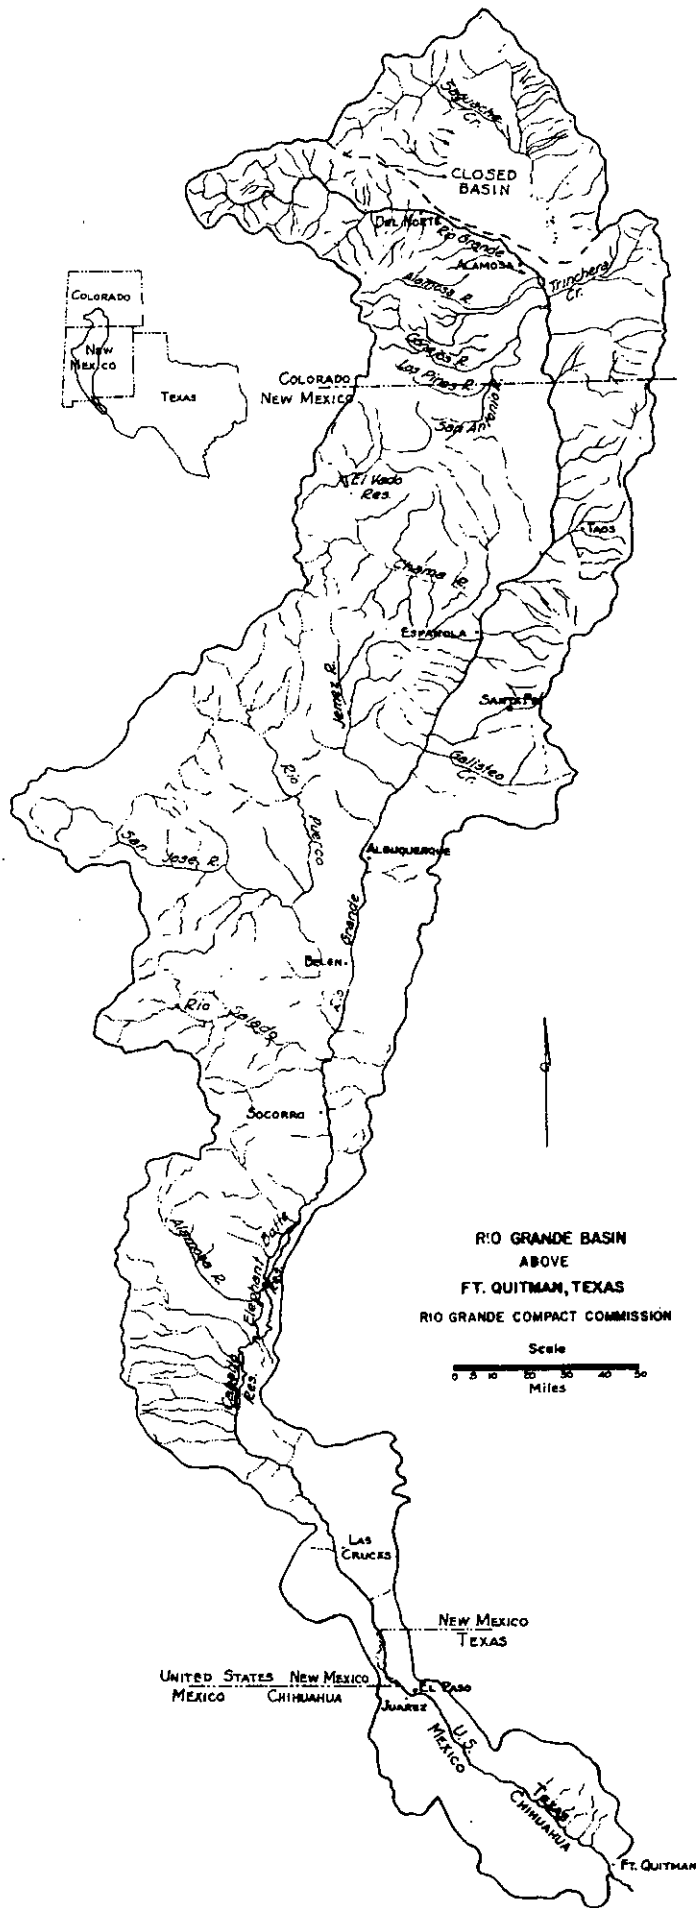 Saguache
Cr.
CLOSED
BASIN
DEL NORTE
Rio Grande
ALAMOSA
Trinchera
Cr.
Alamosa R.
COLORADO
NEW
MEXICO
TEXAS
Conejos R.
Los Pinos R.
COLORADO
NEW MEXICO
San Antonio R.
El Vado
Res.
TAOS
Chama R.
ESPAÑOLA
Jemez R.
SANTA FE
Galisteo
Cr.
Rio
Puerco
San
Jose R.
ALBUQUERQUE
Grande
BELEN
Rio
Rio
Salado
SOCORRO
Alamosa R.
Elephant Butte
Res.
RIO GRANDE BASIN
ABOVE
FT. QUITMAN, TEXAS
RIO GRANDE COMPACT COMMISSION
Scale
0 5 10 20 30 40 50
Miles
Caballo
Res.
LAS
CRUCES
NEW MEXICO
TEXAS
UNITED STATES NEW MEXICO
MEXICO CHIHUAHUA
EL PASO
JUAREZ
U.S.
MEXICO
TEXAS
CHIHUAHUA
FT. QUITMAN